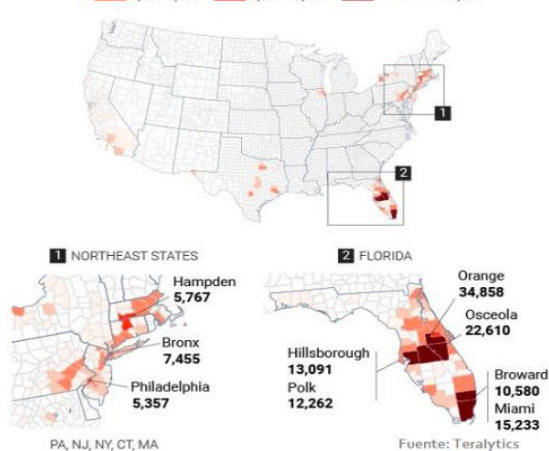 1
2
1 NORTHEAST STATES
Hampden
5,767
Bronx
7,455
Philadelphia
5,357
PA, NJ, NY, CT, MA
2 FLORIDA
Orange
34,858
Osceola
22,610
Hillsborough
13,091
Polk
12,262
Broward
10,580
Miami
15,233
Fuente: Teralytics